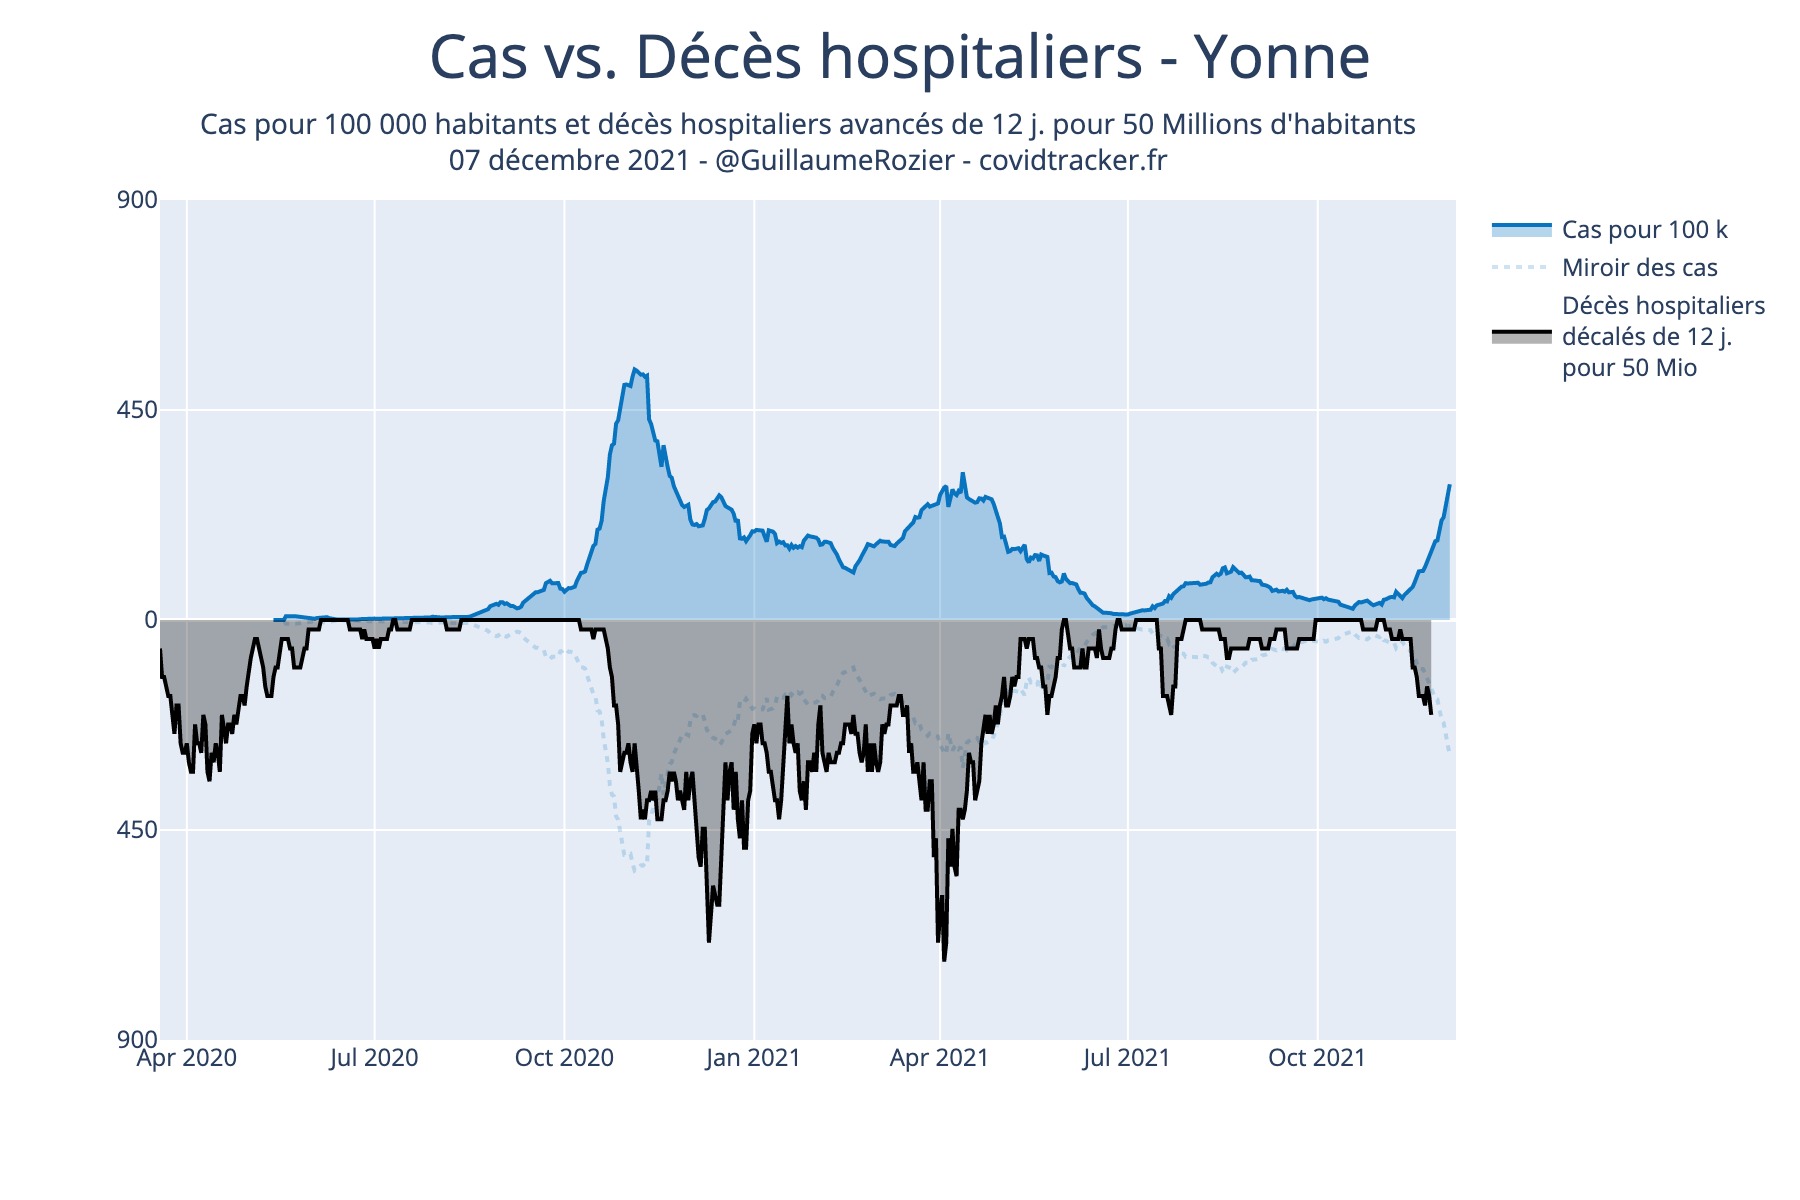 Cas vs. Décès hospitaliers - Yonne
Cas pour 100 000 habitants et décès hospitaliers avancés de 12 j. pour 50 Millions d'habitants
07 décembre 2021 - @GuillaumeRozier - covidtracker.fr
900
450
0
450
900
Apr 2020
Jul 2020
Oct 2020
Jan 2021
Apr 2021
Jul 2021
Oct 2021
Cas pour 100 k
Miroir des cas
Décès hospitaliers
décalés de 12 j.
pour 50 Mio